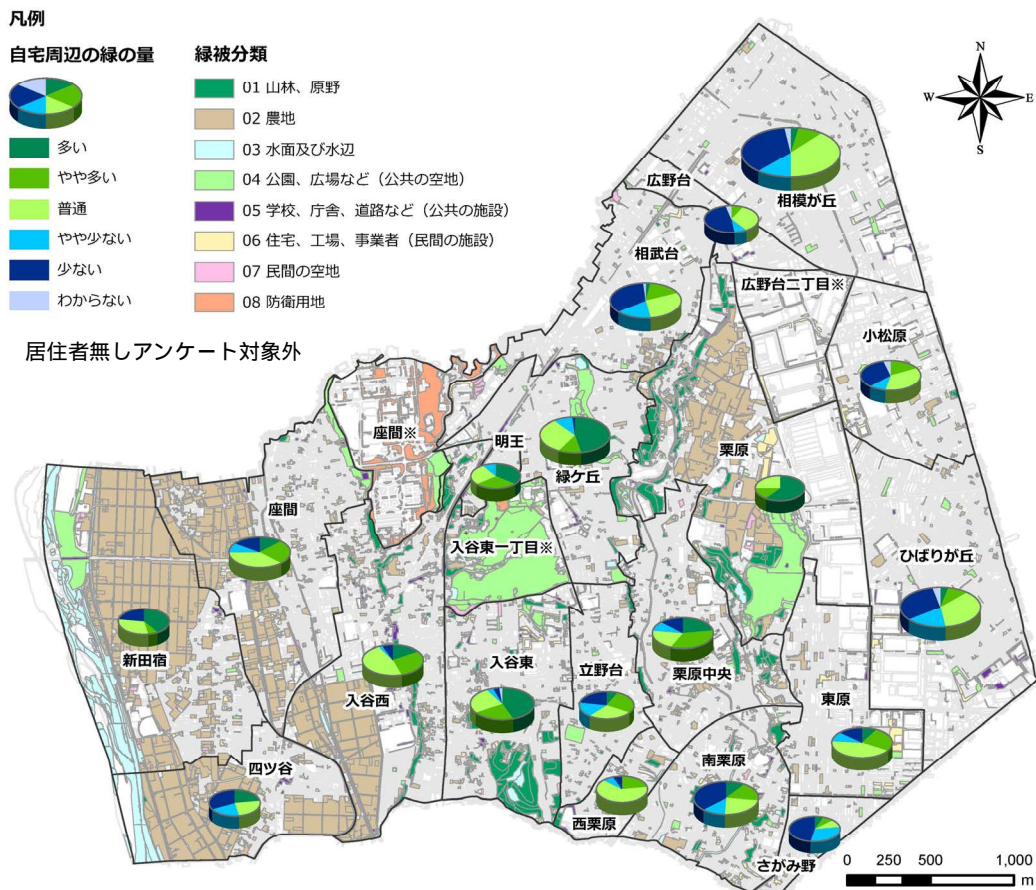 凡例
自宅周辺の緑の量
多い
やや多い
普通
やや少ない
少ない
わからない
緑被分類
01 山林、原野
02 農地
03 水面及び水辺
04 公園、広場など（公共の空地）
05 学校、庁舎、道路など（公共の施設）
06 住宅、工場、事業者（民間の施設）
07 民間の空地
08 防衛用地
居住者無しアンケート対象外
N
W
E
S
相模が丘
広野台
相武台
広野台二丁目※
小松原
座間※
明王
緑ケ丘
栗原
座間
入谷東一丁目※
ひばりが丘
新田宿
入谷西
入谷東
立野台
栗原中央
東原
四ツ谷
南栗原
西栗原
さがみ野
0 250 500 1,000
m